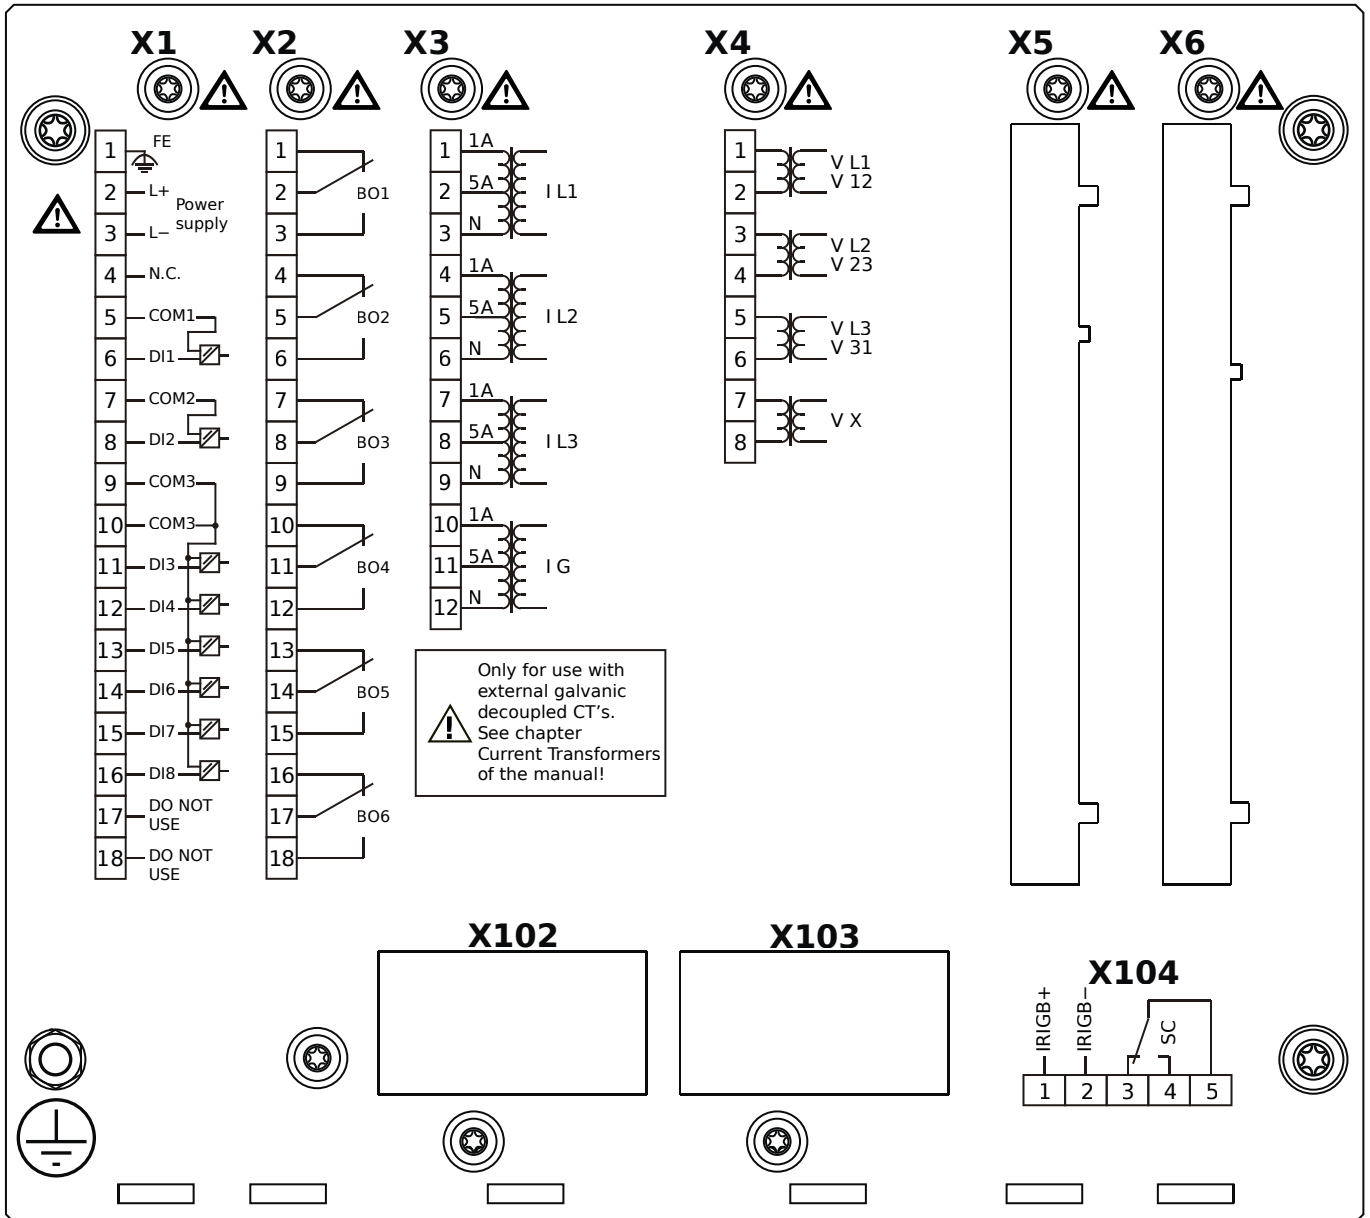 X1
X2
X3
X4
X5
X6
1 FE
2 L+
Power
supply
3 L−
4 N.C.
5 COM1
6 DI1
7 COM2
8 DI2
9 COM3
10 COM3
11 DI3
12 DI4
13 DI5
14 DI6
15 DI7
16 DI8
17 DO NOT
USE
18 DO NOT
USE
1
2 BO1
3
4
5 BO2
6
7
8 BO3
9
10
11 BO4
12
13
14 BO5
15
16
17 BO6
18
1 1A
2 5A I L1
3 N
4 1A
5 5A I L2
6 N
7 1A
8 5A I L3
9 N
10 1A
11 5A I G
12 N
Only for use with
external galvanic
decoupled CT's.
See chapter
Current Transformers
of the manual!
1
2
V L1
V 12
3
4
V L2
V 23
5
6
V L3
V 31
7
8
V X
X102
X103
X104
IRIGB+
IRIGB−
SC
1 2 3 4 5